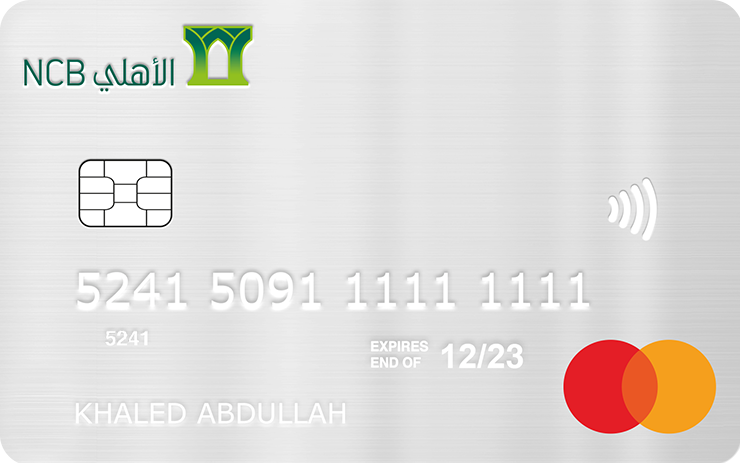 NCB الأهلي
5241 5091 1111 1111
5241
EXPIRES END OF 12/23
KHALED ABDULLAH